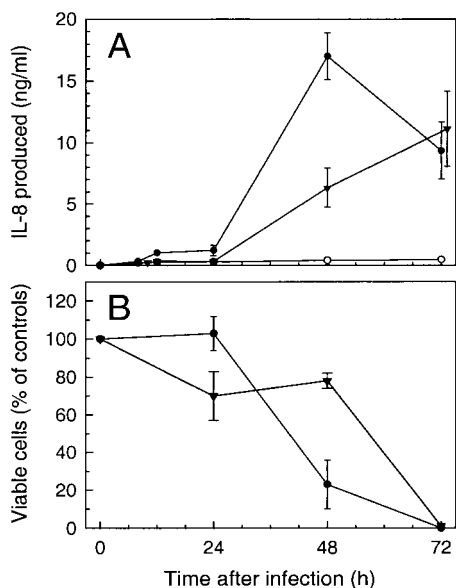 A
IL-8 produced (ng/ml)
20
15
10
5
0
B
Viable cells (% of controls)
120
100
80
60
40
20
0
0 24 48 72
Time after infection (h)